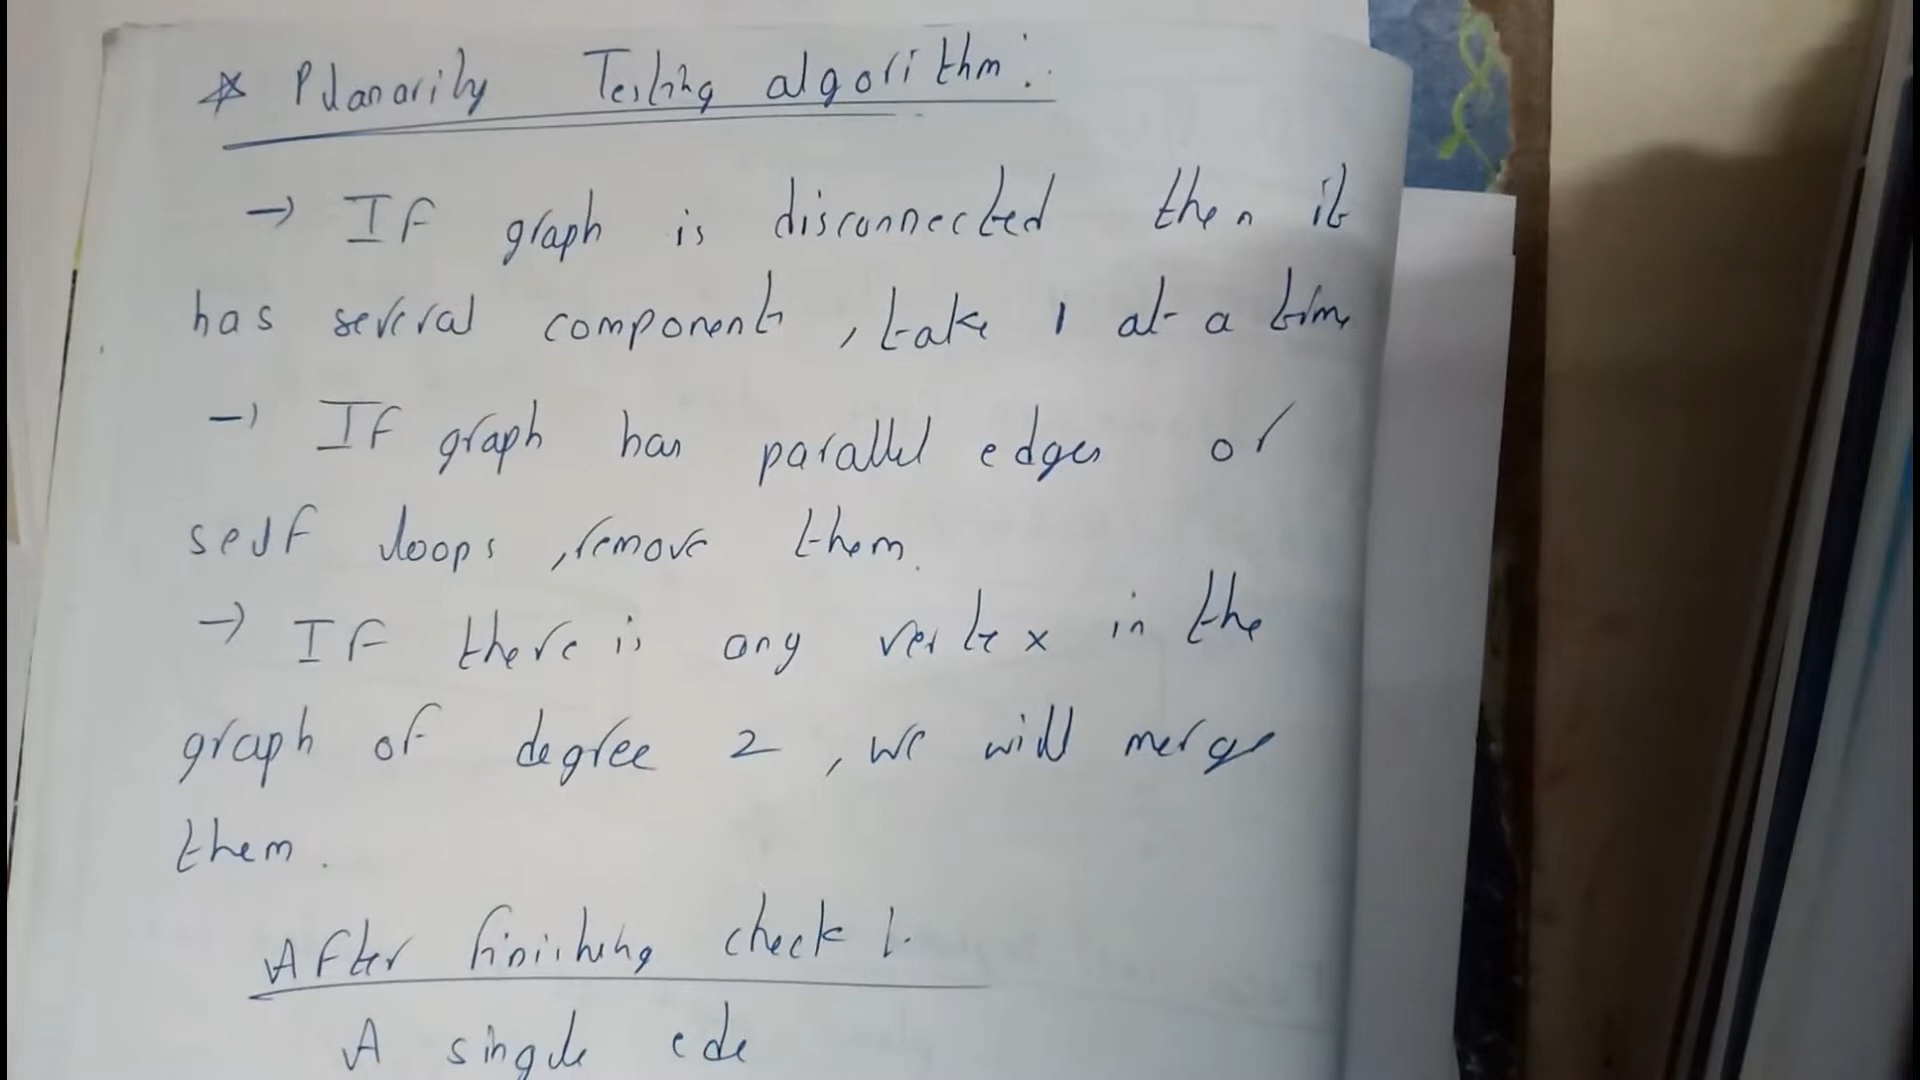 * Planarity Testing algorithm:
→ If graph is disconnected then it
has several component, take 1 at a time
→ If graph has parallel edges or
self loops, remove them.
→ If there is any vertex in the
graph of degree 2, we will merge
them.
After finishing check 1.
A single ede